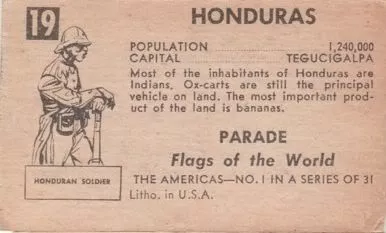 19
HONDURAS
POPULATION 1,240,000
CAPITAL TEGUCIGALPA
Most of the inhabitants of Honduras are
Indians, Ox-carts are still the principal
vehicle on land. The most important prod-
uct of the land is bananas.
HONDURAN SOLDIER
PARADE
Flags of the World
THE AMERICAS—NO. 1 IN A SERIES OF 31
Litho. in U.S.A.